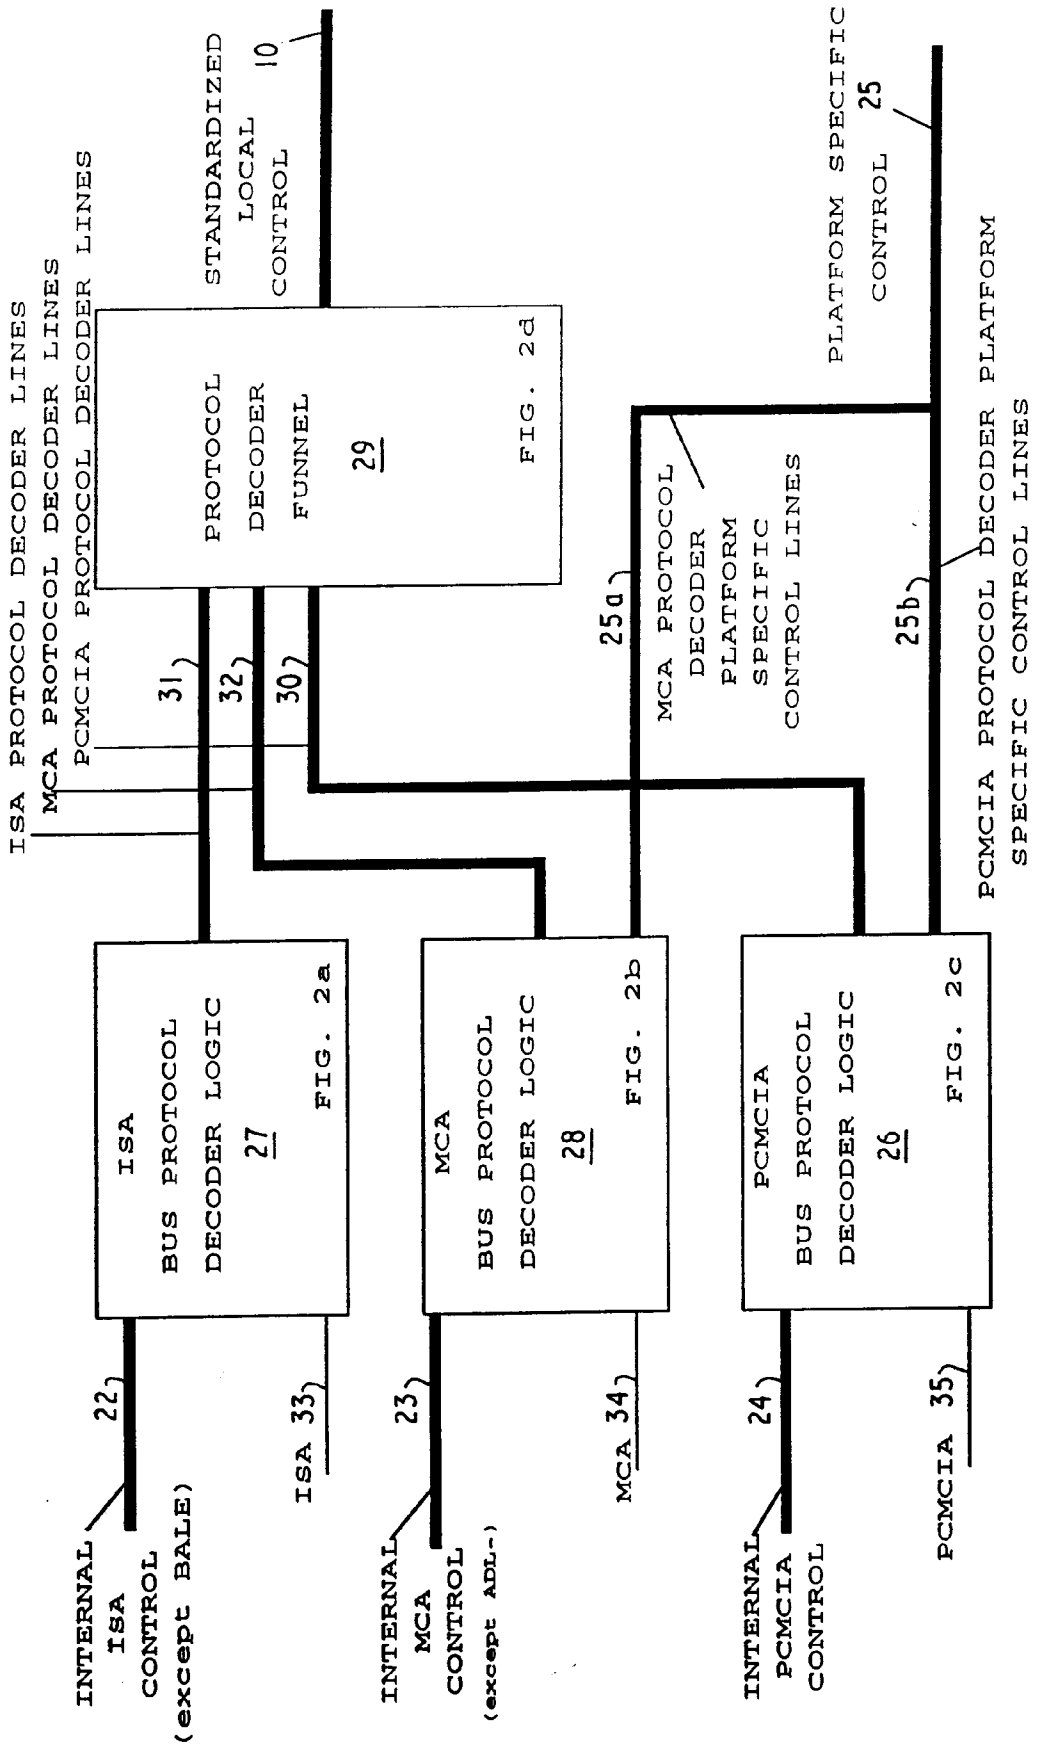 INTERNAL
ISA
CONTROL
(except BALE)
22
ISA 33
ISA
BUS PROTOCOL
DECODER LOGIC
27
FIG. 2a
INTERNAL
MCA
CONTROL
(except ADL-)
23
MCA 34
MCA
BUS PROTOCOL
DECODER LOGIC
28
FIG. 2b
INTERNAL
PCMCIA
CONTROL
24
PCMCIA 35
PCMCIA
BUS PROTOCOL
DECODER LOGIC
26
FIG. 2c
ISA PROTOCOL DECODER LINES
MCA PROTOCOL DECODER LINES
PCMCIA PROTOCOL DECODER LINES
31
32
30
PROTOCOL
DECODER
FUNNEL
29
FIG. 2d
STANDARDIZED
LOCAL
CONTROL
10
25a
MCA PROTOCOL
DECODER
PLATFORM
SPECIFIC
CONTROL LINES
25b
PCMCIA PROTOCOL DECODER PLATFORM
SPECIFIC CONTROL LINES
PLATFORM SPECIFIC
CONTROL 25